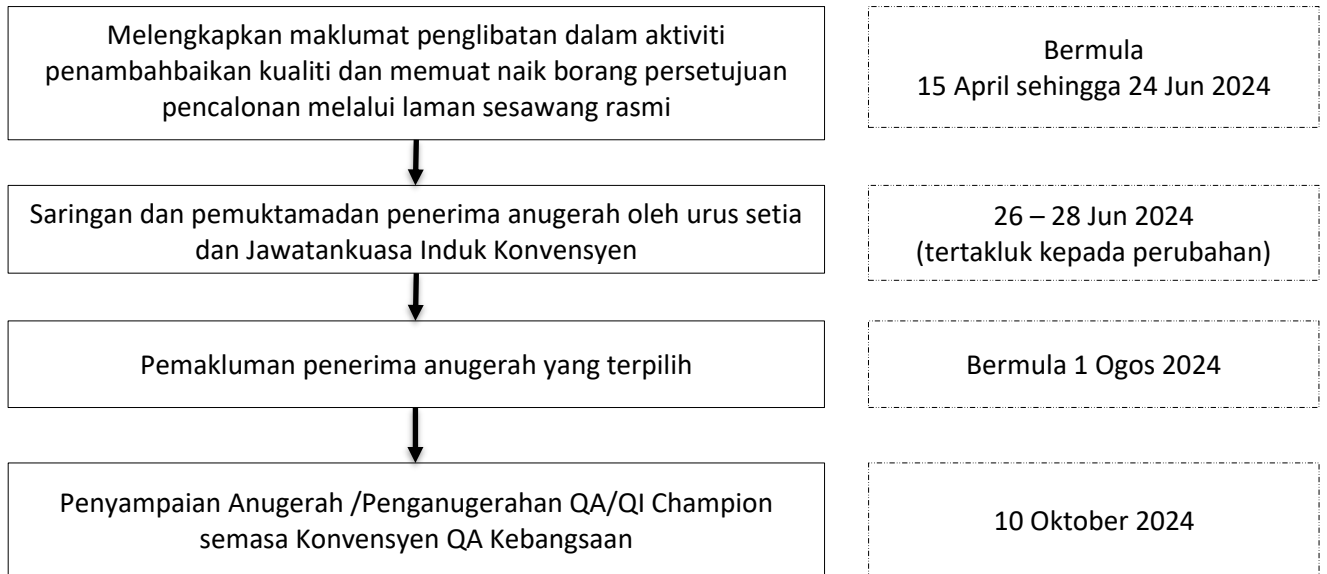 Melengkapkan maklumat penglibatan dalam aktiviti
penambahbaikan kualiti dan memuat naik borang persetujuan
pencalonan melalui laman sesawang rasmi
Bermula
15 April sehingga 24 Jun 2024
Saringan dan pemuktamadan penerima anugerah oleh urus setia
dan Jawatankuasa Induk Konvensyen
26 – 28 Jun 2024
(tertakluk kepada perubahan)
Pemakluman penerima anugerah yang terpilih
Bermula 1 Ogos 2024
Penyampaian Anugerah /Penganugerahan QA/QI Champion
semasa Konvensyen QA Kebangsaan
10 Oktober 2024